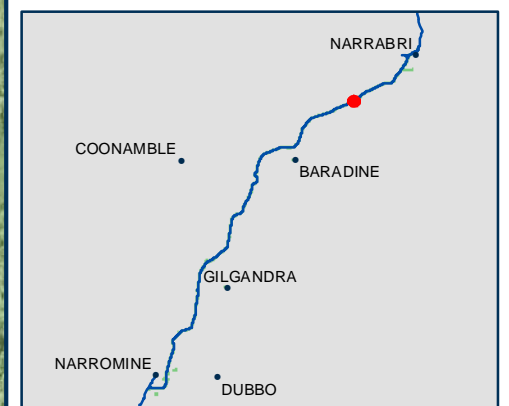 NARRABRI
COONAMBLE
BARADINE
GILGANDRA
NARROMINE
DUBBO